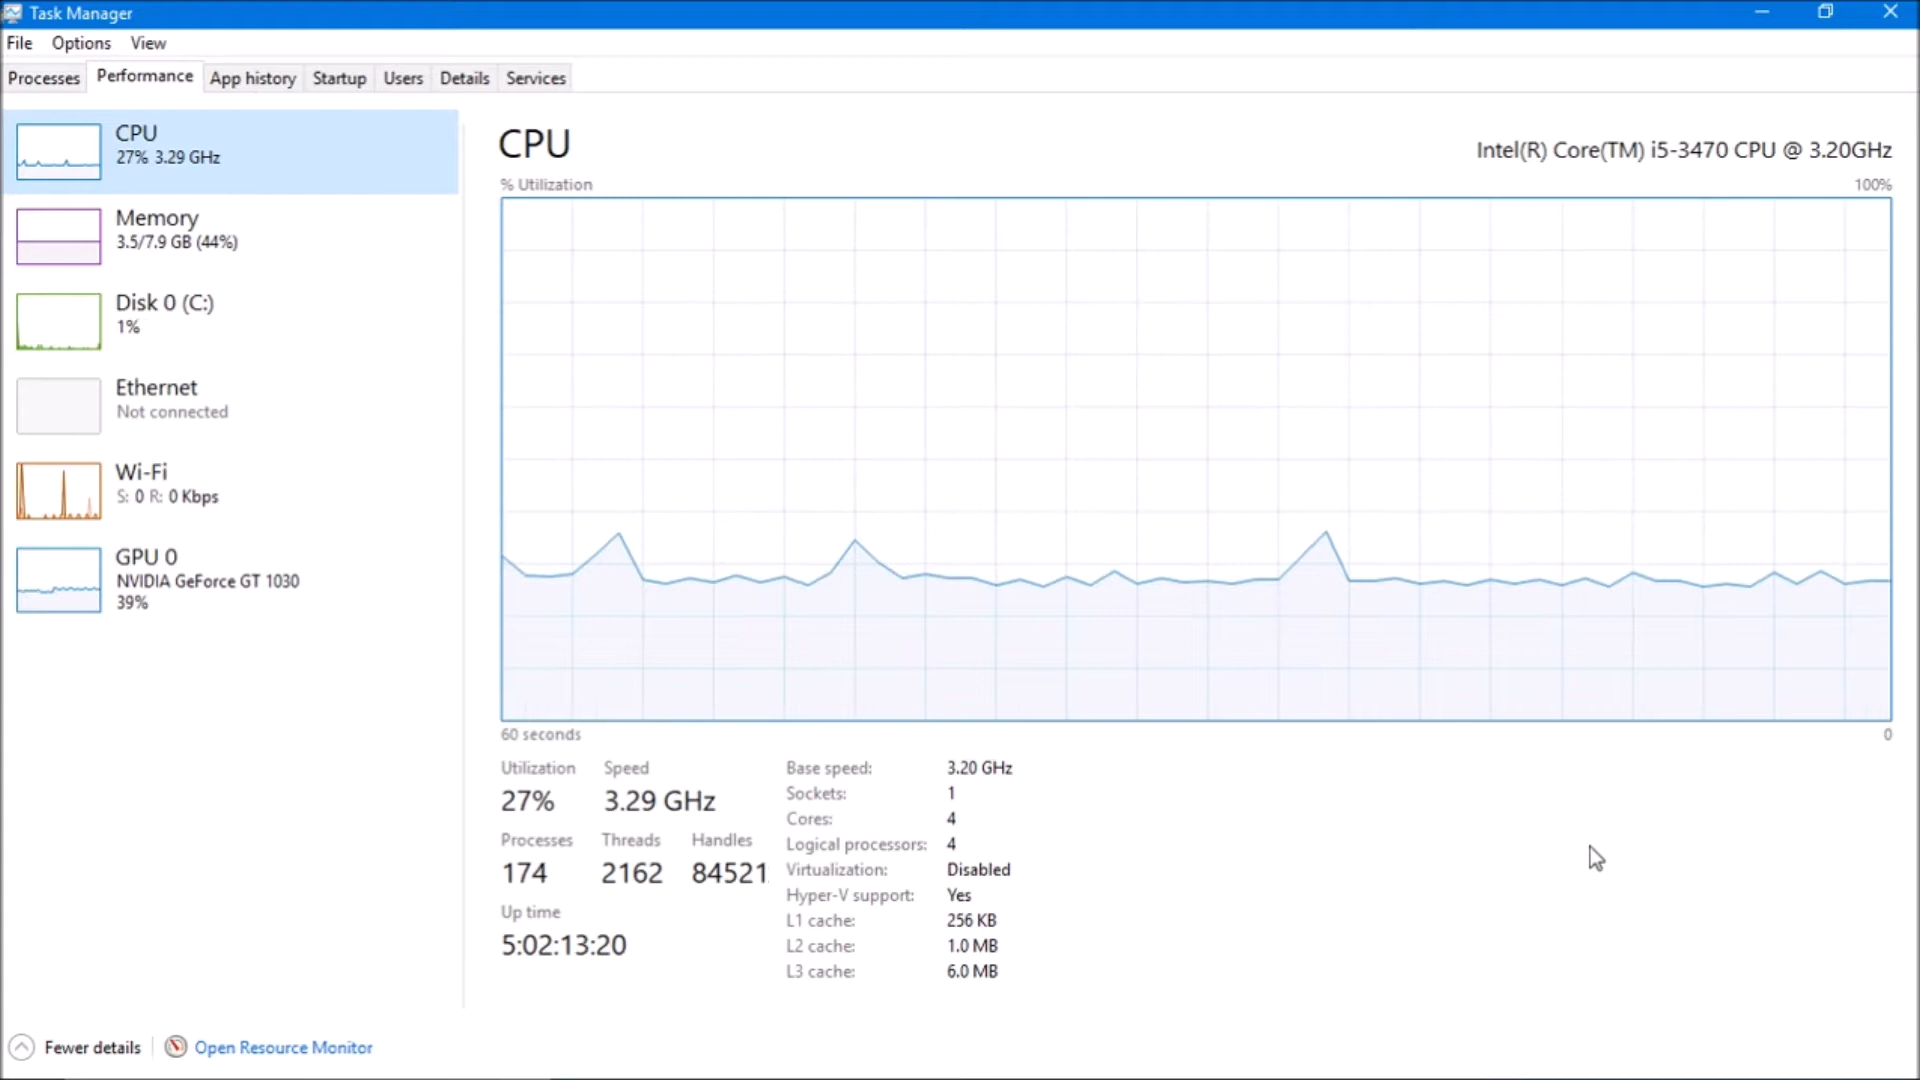 Task Manager
File Options View
Processes Performance App history Startup Users Details Services
CPU
27% 3.29 GHz
Memory
3.5/7.9 GB (44%)
Disk 0 (C:)
1%
Ethernet
Not connected
Wi-Fi
S: 0 R: 0 Kbps
GPU 0
NVIDIA GeForce GT 1030
39%
CPU
Intel(R) Core(TM) i5-3470 CPU @ 3.20GHz
% Utilization 100%
60 seconds 0
Utilization Speed
27% 3.29 GHz
Processes Threads Handles
174 2162 84521
Up time
5:02:13:20
Base speed: 3.20 GHz
Sockets: 1
Cores: 4
Logical processors: 4
Virtualization: Disabled
Hyper-V support: Yes
L1 cache: 256 KB
L2 cache: 1.0 MB
L3 cache: 6.0 MB
Fewer details Open Resource Monitor